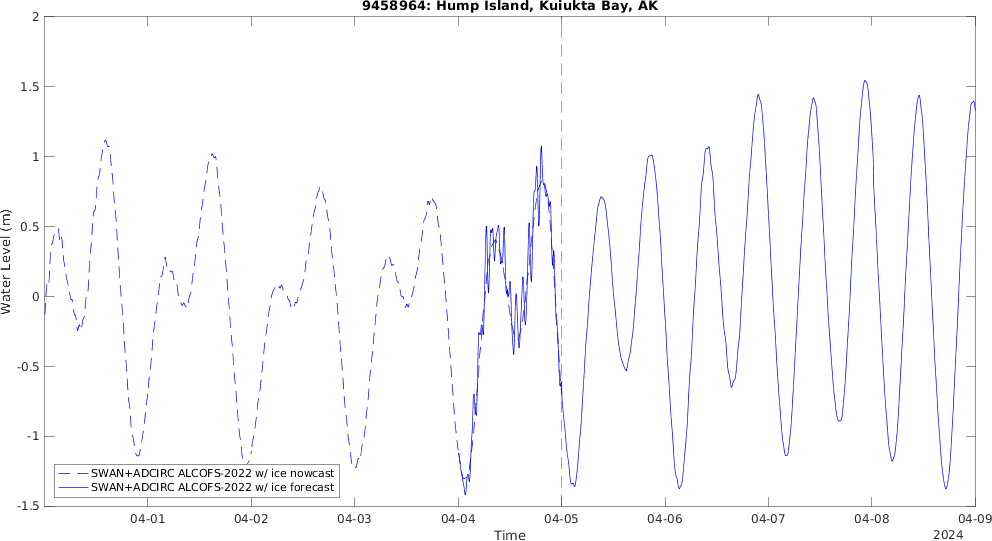 9458964: Hump Island, Kuiukta Bay, AK
2
1.5
1
0.5
0
-0.5
-1
-1.5
Water Level (m)
SWAN+ADCIRC ALCOFS-2022 w/ ice nowcast
SWAN+ADCIRC ALCOFS-2022 w/ ice forecast
04-01 04-02 04-03 04-04 04-05 04-06 04-07 04-08 04-09
Time
2024